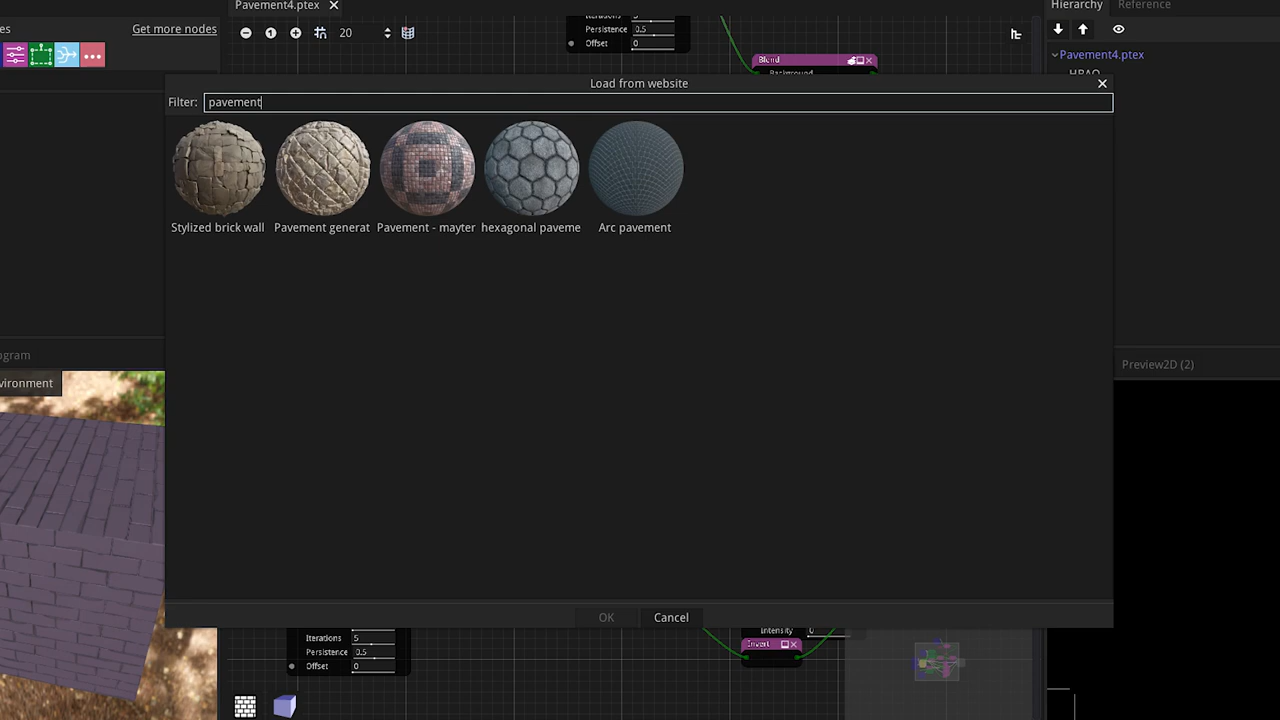 Pavement4.ptex
Hierarchy
Reference
es
Get more nodes
20
Persistence 0.5
Offset 0
Blend
Pavement4.ptex
Load from website
Filter: pavement
Stylized brick wall
Pavement generat
Pavement - mayter
hexagonal paveme
Arc pavement
ogram
Preview2D (2)
vironment
OK
Cancel
Iterations 5
Persistence 0.5
Offset 0
Intensity 0
Invert